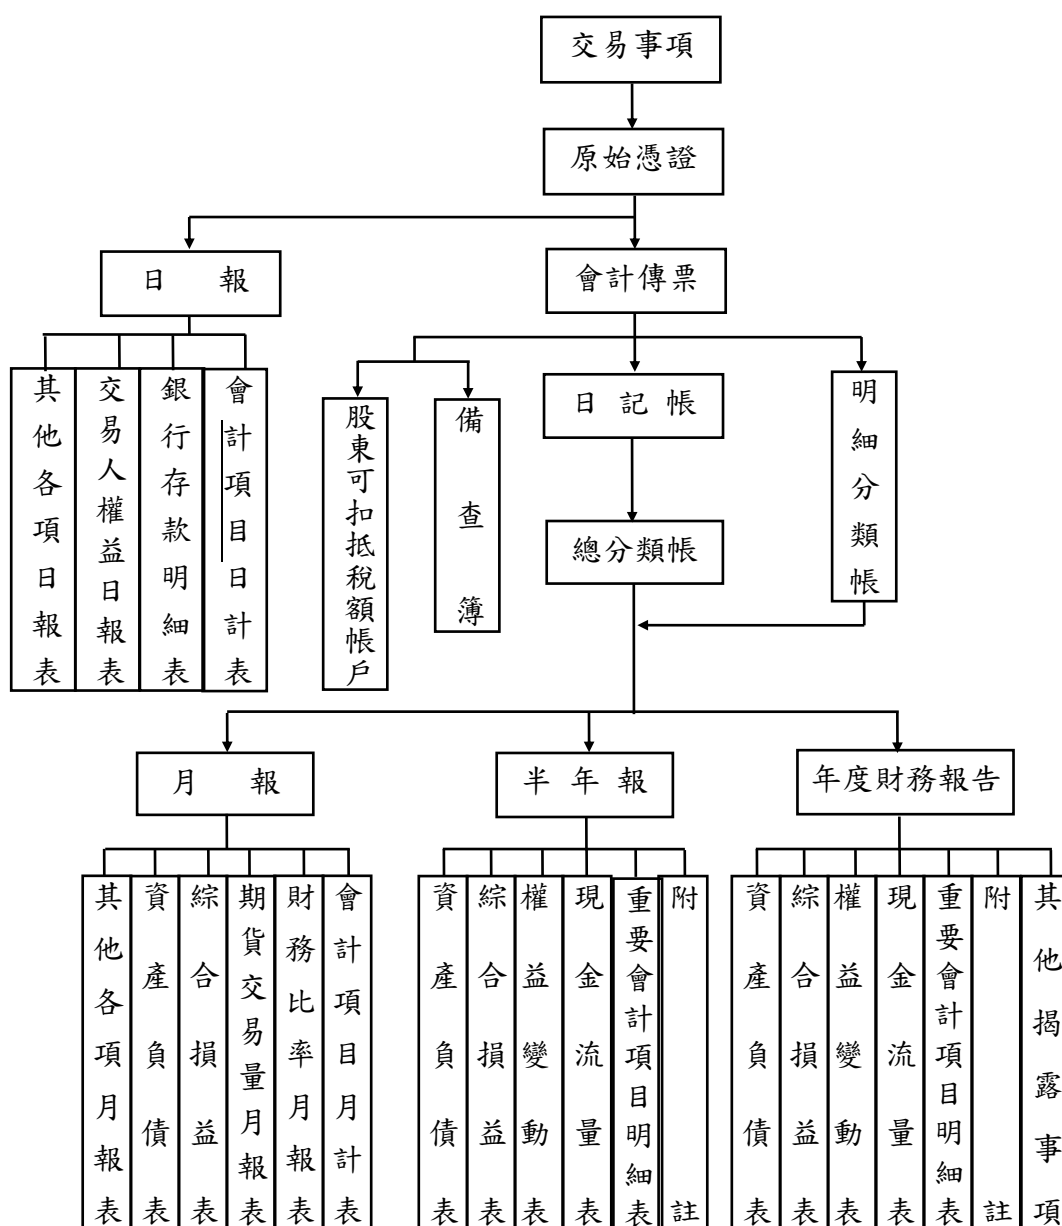 交易事項
原始憑證
日報
會計傳票
其他各項日報表
交易人權益日報表
銀行存款明細表
會計項目日計表
股東可扣抵稅額帳戶
備查簿
日記帳
明細分類帳
總分類帳
月報
半年報
年度財務報告
其他各項月報表
資產負債表
綜合損益表
期貨交易量月報表
財務比率月報表
會計項目月計表
資產負債表
綜合損益表
權益變動表
現金流量表
重要會計項目明細表
附註
資產負債表
綜合損益表
權益變動表
現金流量表
重要會計項目明細表
附註
其他揭露事項